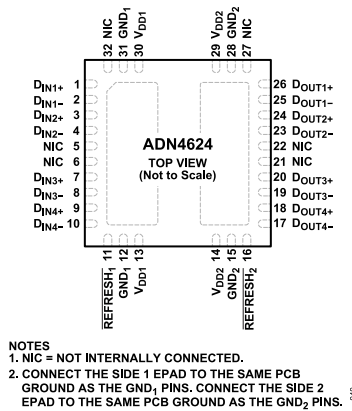 32 NIC
31 GND1
30 VDD1
29 VDD2
28 GND2
27 NIC
DIN1+ 1
DIN1– 2
DIN2+ 3
DIN2– 4
NIC 5
NIC 6
DIN3+ 7
DIN3– 8
DIN4+ 9
DIN4– 10
ADN4624
TOP VIEW
(Not to Scale)
26 DOUT1+
25 DOUT1–
24 DOUT2+
23 DOUT2–
22 NIC
21 NIC
20 DOUT3+
19 DOUT3–
18 DOUT4+
17 DOUT4–
REFRESH1 11
GND1 12
VDD1 13
VDD2 14
GND2 15
REFRESH2 16
NOTES
1. NIC = NOT INTERNALLY CONNECTED.
2. CONNECT THE SIDE 1 EPAD TO THE SAME PCB
GROUND AS THE GND1 PINS. CONNECT THE SIDE 2
EPAD TO THE SAME PCB GROUND AS THE GND2 PINS.